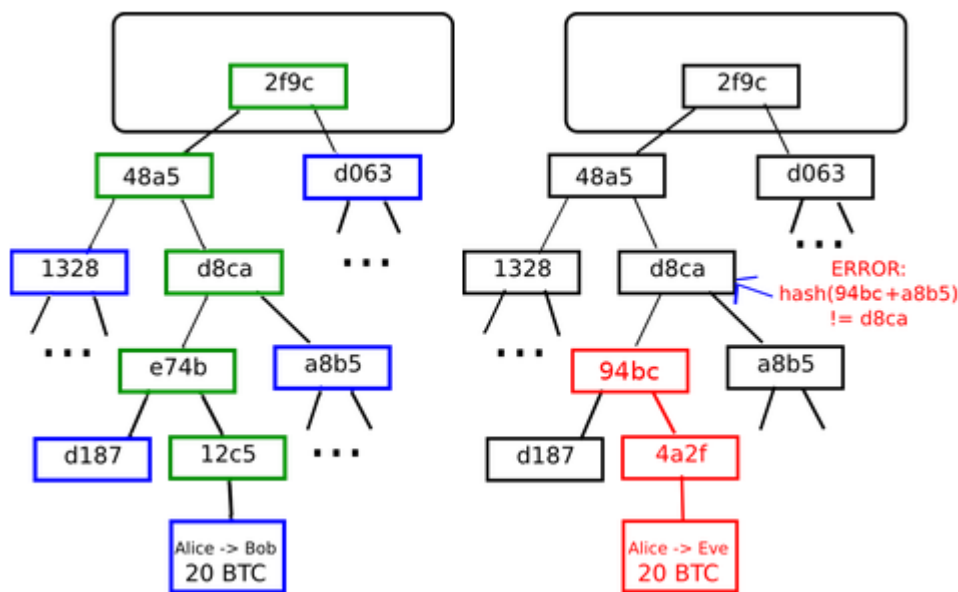 2f9c
48a5
d063
1328
d8ca
...
...
e74b
a8b5
d187
12c5
...
Alice -> Bob
20 BTC
2f9c
48a5
d063
1328
d8ca
...
ERROR:
hash(94bc+a8b5)
!= d8ca
...
94bc
a8b5
d187
4a2f
Alice -> Eve
20 BTC